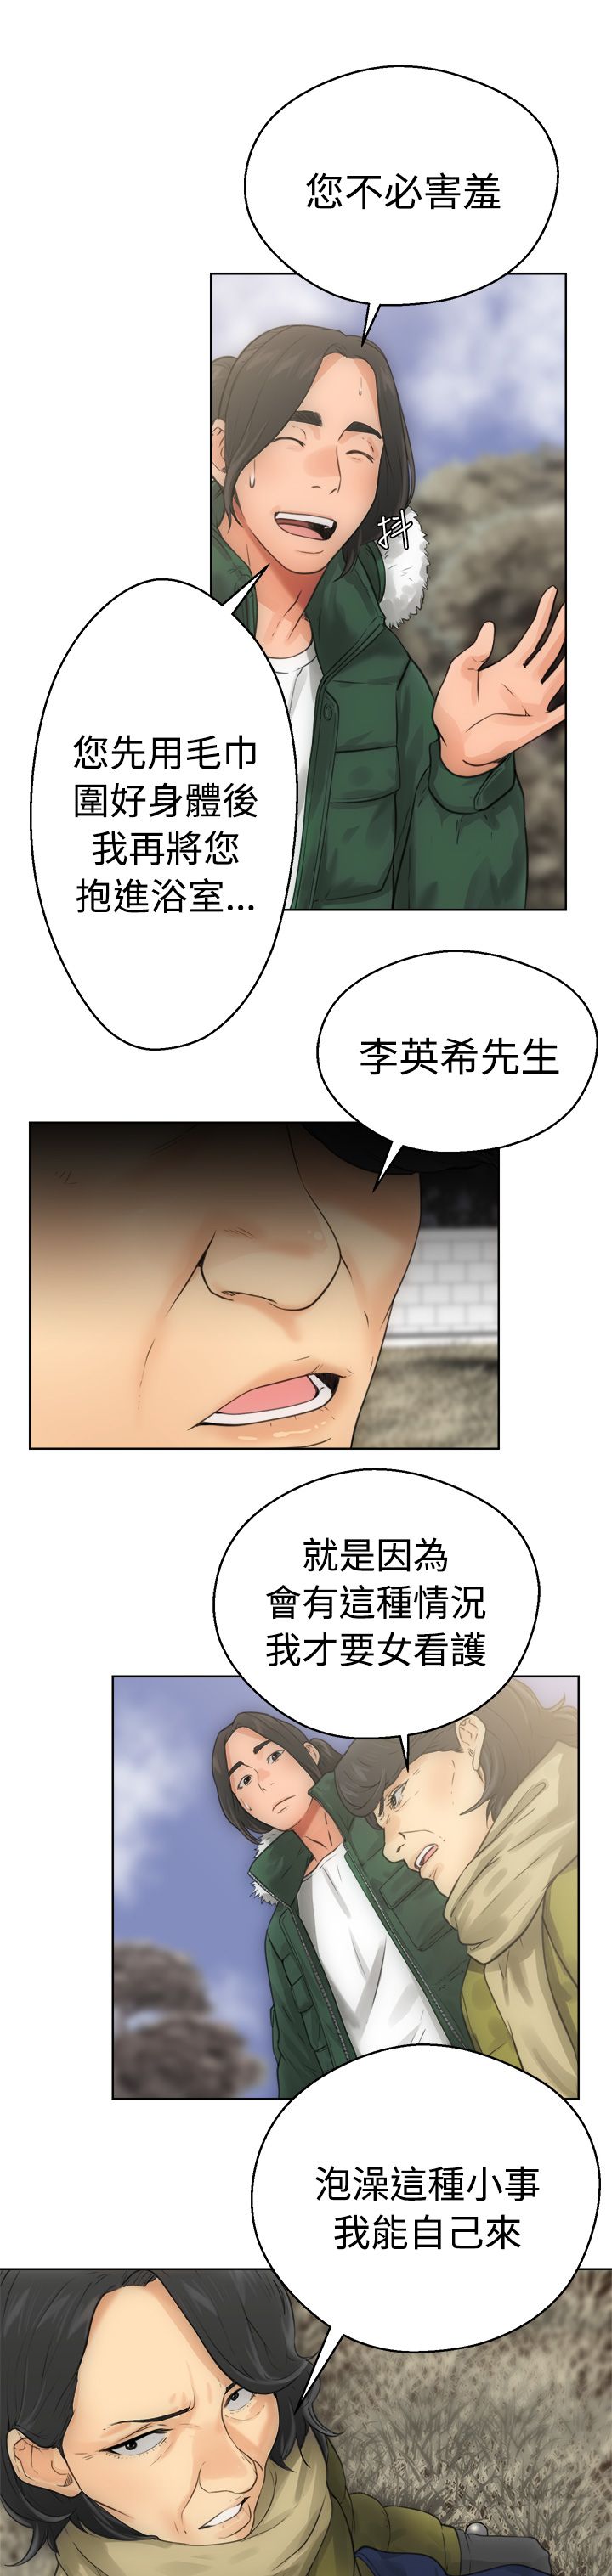 您不必害羞
抖
您先用毛巾
圍好身體後
我再將您
抱進浴室...
李英希先生
就是因為
會有這種情況
我才要女看護
泡澡這種小事
我能自己來